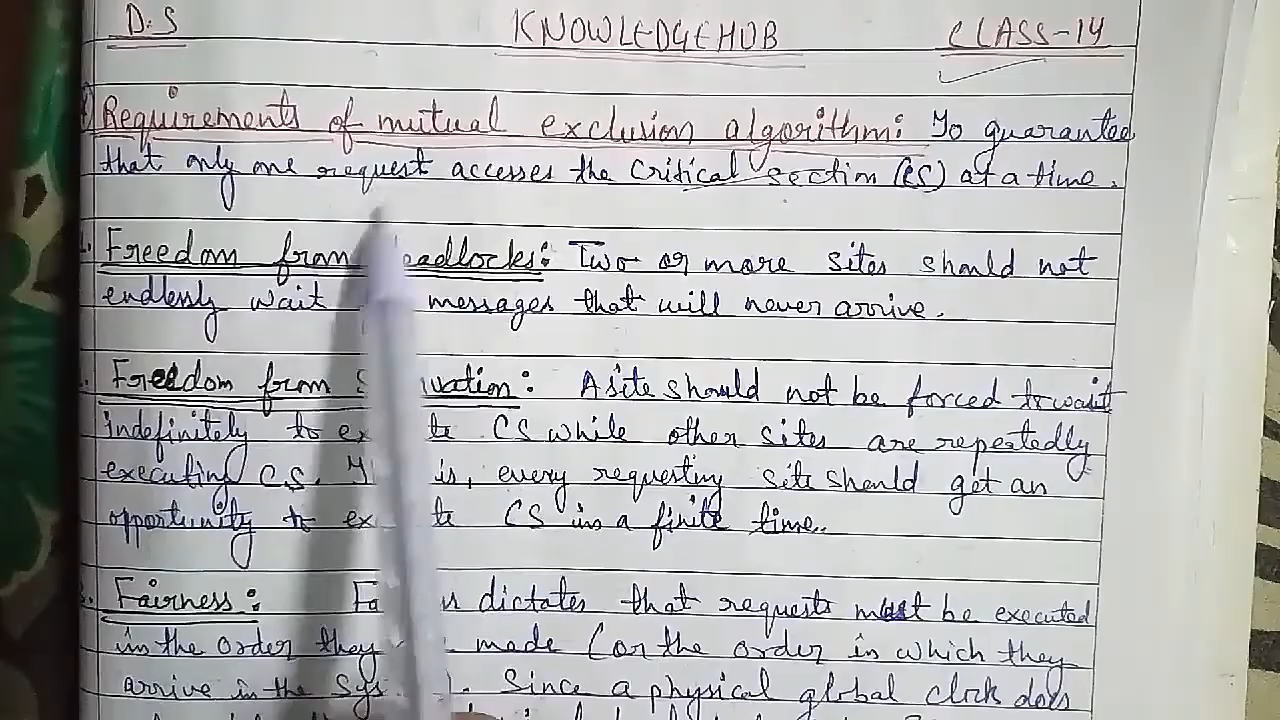 D.S KNOWLEDGEHUB CLASS-14
Requirements of mutual exclusion algorithm: To guarantee
that only one request accesses the critical section (CS) at a time.
Freedom from eadlocks: Two or more sites should not
endlessly wait messages that will never arrive.
Freedom from : A site should not be forced to wait
indefinitely to CS while other sites are repeatedly
executing CS. is, every requesting site should get an
opportunity to CS in a finite time.
Fairness: dictates that requests must be executed
in the order they made (or the order in which they
arrive in the Since a physical global clock does